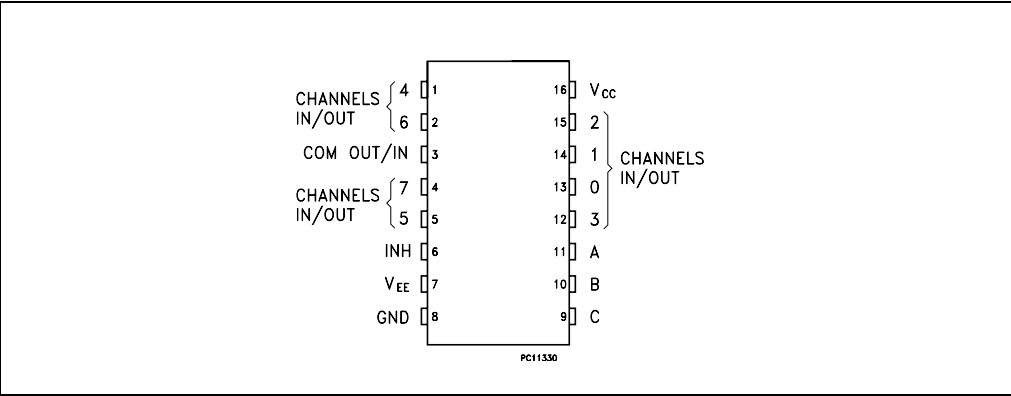 4 1 16 VCC
CHANNELS
IN/OUT
6 2 15 2
COM OUT/IN 3 14 1
CHANNELS
IN/OUT
CHANNELS
IN/OUT
7 4 13 0
5 5 12 3
INH 6 11 A
VEE 7 10 B
GND 8 9 C
PC11330